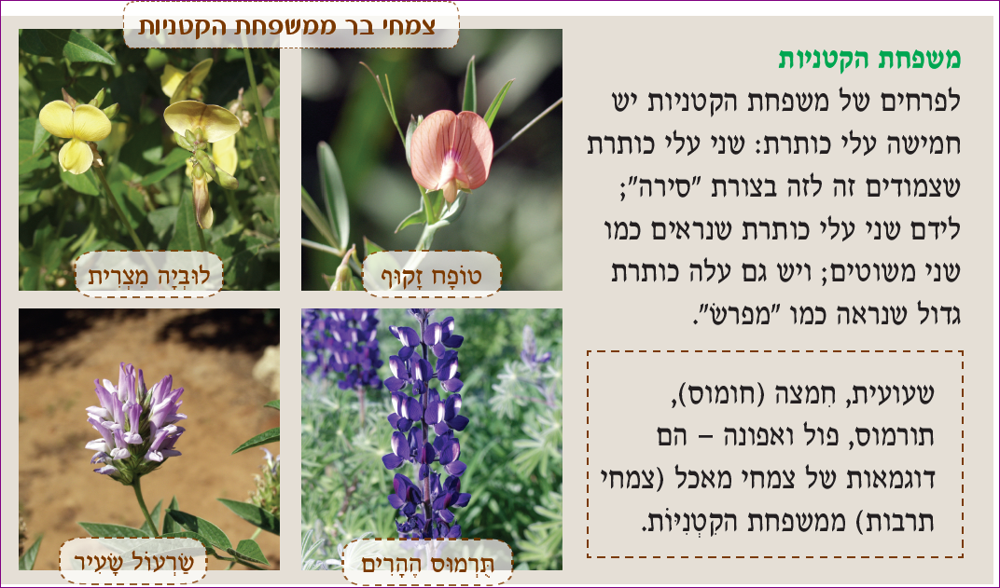 צמחי בר ממשפחת הקטניות
משפחת הקטניות
לפרחים של משפחת הקטניות יש
חמישה עלי כותרת: שני עלי כותרת
שצמודים זה לזה בצורת "סירה";
לידם שני עלי כותרת שנראים כמו
שני משוטים; ויש גם עלה כותרת
גדול שנראה כמו "מפרשׂ".
שעועית, חִמצה (חומוס),
תורמוס, פול ואפונה – הם
דוגמאות של צמחי מאכל (צמחי
תרבות) ממשפחת הקִטְנִיּוֹת.
טוֹפָח זָקוּף
לוּבְיָה מִצְרִית
תֻּרְמוּס הֶהָרִים
שַׁרְעוֹל שָׂעִיר